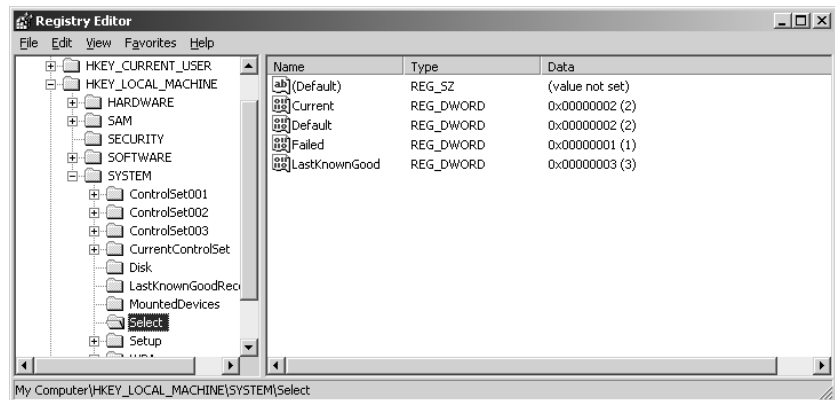 Registry Editor
File Edit View Favorites Help
HKEY_CURRENT_USER
HKEY_LOCAL_MACHINE
HARDWARE
SAM
SECURITY
SOFTWARE
SYSTEM
ControlSet001
ControlSet002
ControlSet003
CurrentControlSet
Disk
LastKnownGoodReco
MountedDevices
Select
Setup
Name Type Data
(Default) REG_SZ (value not set)
Current REG_DWORD 0x00000002 (2)
Default REG_DWORD 0x00000002 (2)
Failed REG_DWORD 0x00000001 (1)
LastKnownGood REG_DWORD 0x00000003 (3)
My Computer\HKEY_LOCAL_MACHINE\SYSTEM\Select